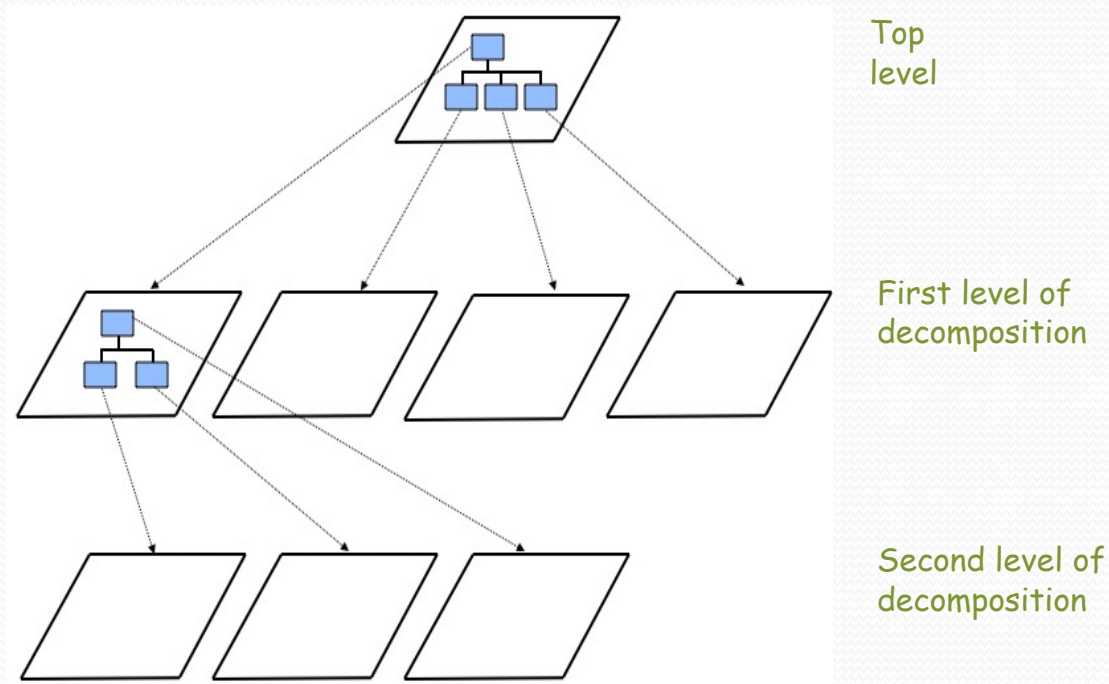 Top
level
First level of
decomposition
Second level of
decomposition